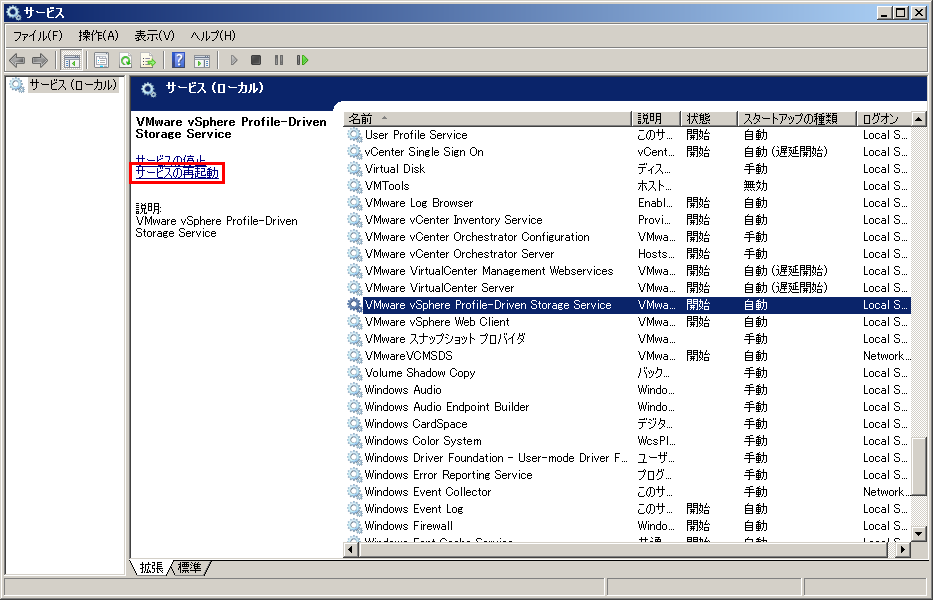 サービス
ファイル(F) 操作(A) 表示(V) ヘルプ(H)
サービス (ローカル)
サービス (ローカル)
VMware vSphere Profile-Driven
Storage Service
サービスの停止
サービスの再起動
説明:
VMware vSphere Profile-Driven
Storage Service
名前 説明 状態 スタートアップの種類 ログオン
User Profile Service このサ... 開始 自動 Local S...
vCenter Single Sign On vCent... 開始 自動 (遅延開始) Local S...
Virtual Disk ディス... 手動 Local S...
VMTools ホスト... 無効 Local S...
VMware Log Browser Enabl... 開始 自動 Local S...
VMware vCenter Inventory Service Provi... 開始 自動 Local S...
VMware vCenter Orchestrator Configuration VMwa... 開始 手動 Local S...
VMware vCenter Orchestrator Server Hosts... 開始 手動 Local S...
VMware VirtualCenter Management Webservices VMwa... 開始 自動 (遅延開始) Local S...
VMware VirtualCenter Server VMwa... 開始 自動 (遅延開始) Local S...
VMware vSphere Profile-Driven Storage Service VMwa... 開始 自動 Local S...
VMware vSphere Web Client VMwa... 開始 自動 Local S...
VMware スナップショット プロバイダ VMwa... 手動 Local S...
VMwareVCMSDS VMwa... 開始 自動 Network...
Volume Shadow Copy バック... 手動 Local S...
Windows Audio Windo... 手動 Local S...
Windows Audio Endpoint Builder Windo... 手動 Local S...
Windows CardSpace デジタ... 手動 Local S...
Windows Color System WcsPl... 手動 Local S...
Windows Driver Foundation - User-mode Driver F... ユーザ... 手動 Local S...
Windows Error Reporting Service プログ... 手動 Local S...
Windows Event Collector このサ... 手動 Network...
Windows Event Log このサ... 開始 自動 Local S...
Windows Firewall Windo... 開始 自動 Local S...
Windows Font Cache Service 共通... 開始 自動 Local S...
拡張 標準